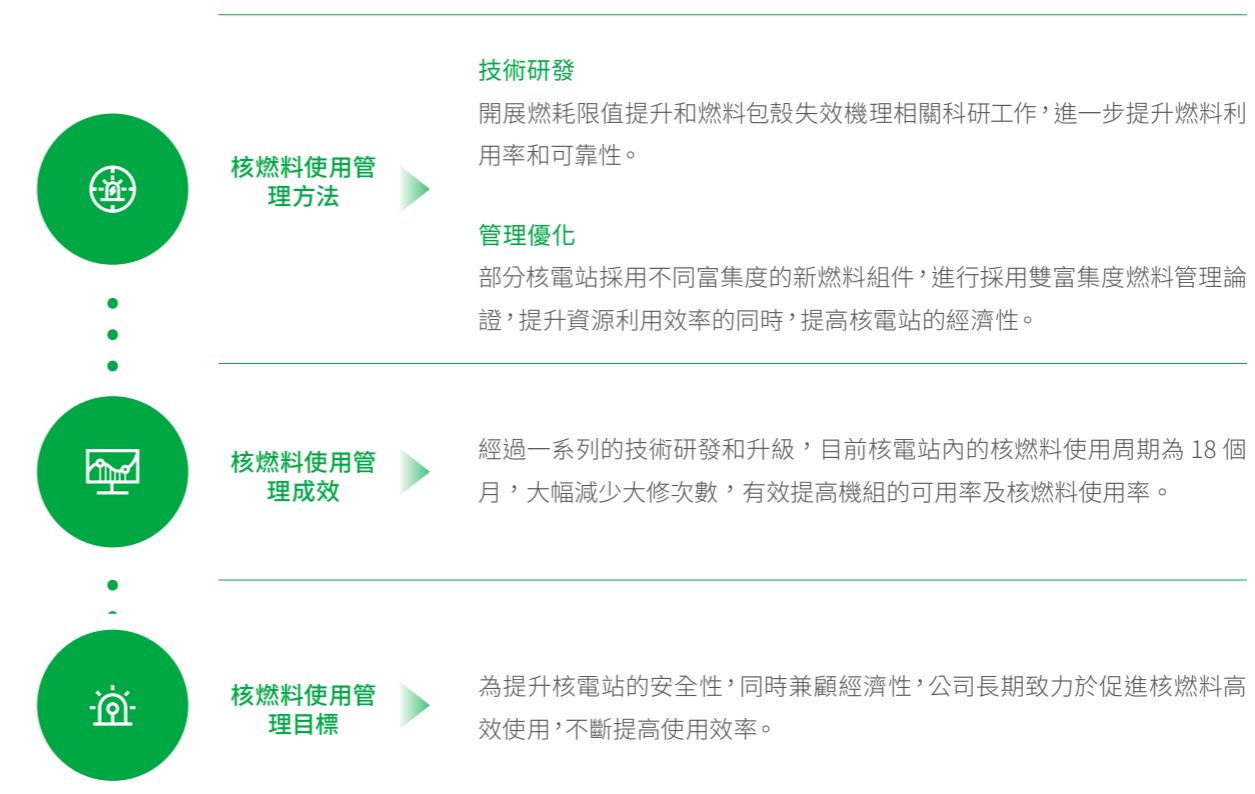 技術研發
開展燃耗限值提升和燃料包殼失效機理相關科研工作，進一步提升燃料利
用率和可靠性。
核燃料使用管
理方法
管理優化
部分核電站採用不同富集度的新燃料組件，進行採用雙富集度燃料管理論
證，提升資源利用效率的同時，提高核電站的經濟性。
核燃料使用管
理成效
經過一系列的技術研發和升級，目前核電站內的核燃料使用周期為 18 個
月，大幅減少大修次數，有效提高機組的可用率及核燃料使用率。
核燃料使用管
理目標
為提升核電站的安全性，同時兼顧經濟性，公司長期致力於促進核燃料高
效使用，不斷提高使用效率。